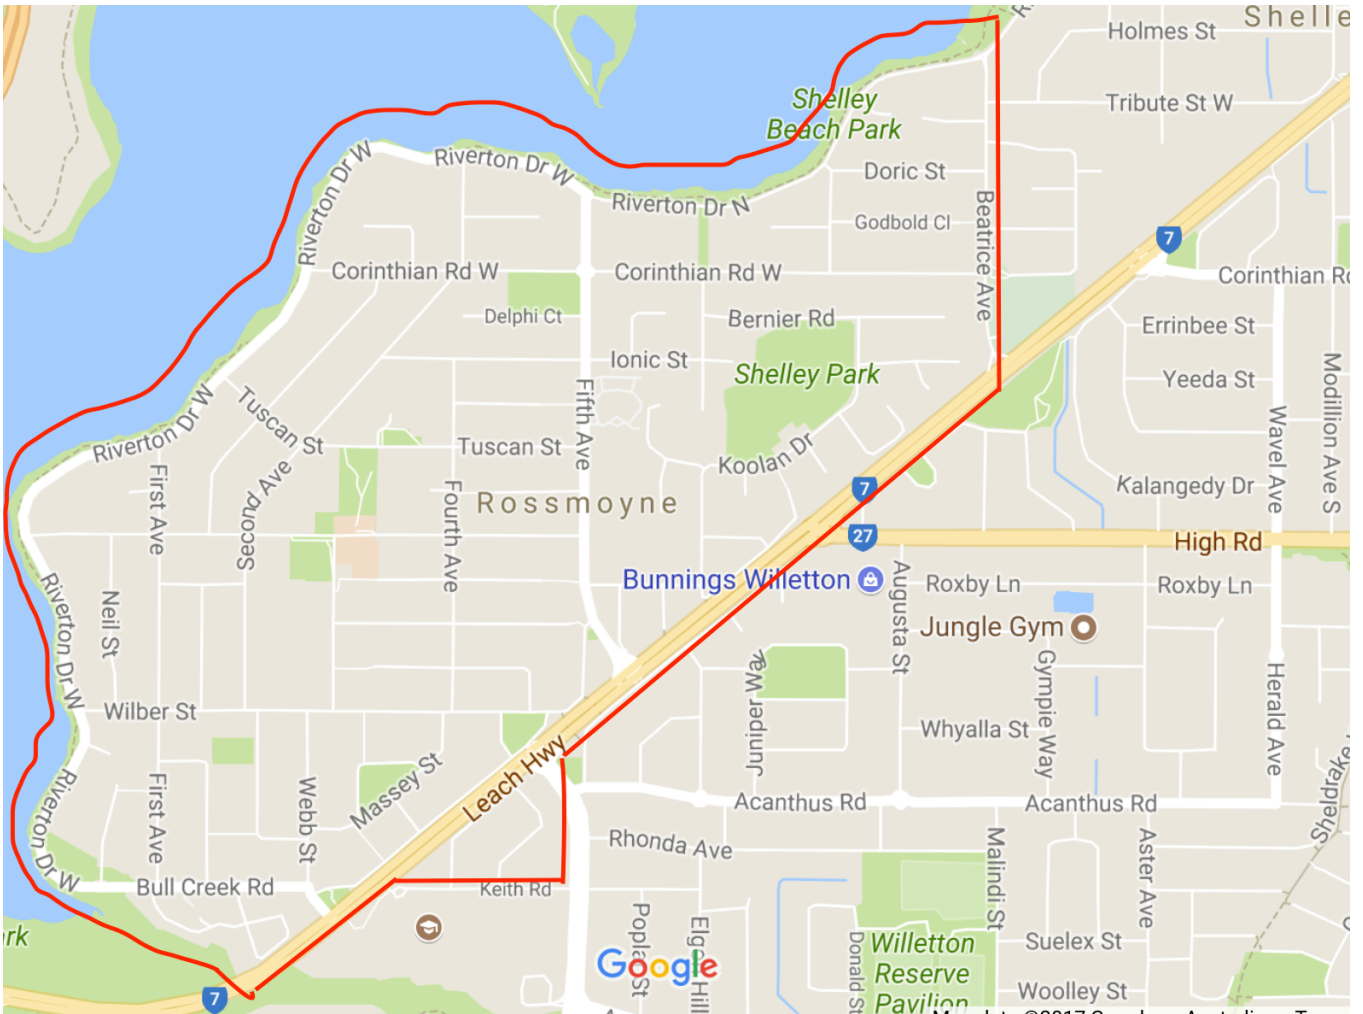 Shelle
Holmes St
Tribute St W
Shelley
Beach Park
Riverton Dr W
Riverton Dr W
Doric St
Riverton Dr N
Godbold Cl
Beatrice Ave
7
Corinthian Rd W
Corinthian Rd W
Corinthian Rd
Delphi Ct
Bernier Rd
Errinbee St
Ionic St
Shelley Park
Yeeda St
Modillion Ave S
Riverton Dr W
Tuscan St
Fifth Ave
Wavel Ave
Tuscan St
Koolan Dr
First Ave
Second Ave
Fourth Ave
Rossmoyne
7
Kalangedy Dr
27
High Rd
Bunnings Willetton
Roxby Ln
Roxby Ln
Riverton Dr W
Neil St
Augusta St
Jungle Gym
Gympie Way
Herald Ave
Wilber St
Juniper Way
Whyalla St
Leach Hwy
Riverton Dr W
First Ave
Webb St
Massey St
Acanthus Rd
Acanthus Rd
Rhonda Ave
Malindi St
Aster Ave
Bull Creek Rd
Keith Rd
ark
Poplar St
Donald St
Willetton
Reserve
Pavilion
Suelex St
Google
7
Woolley St